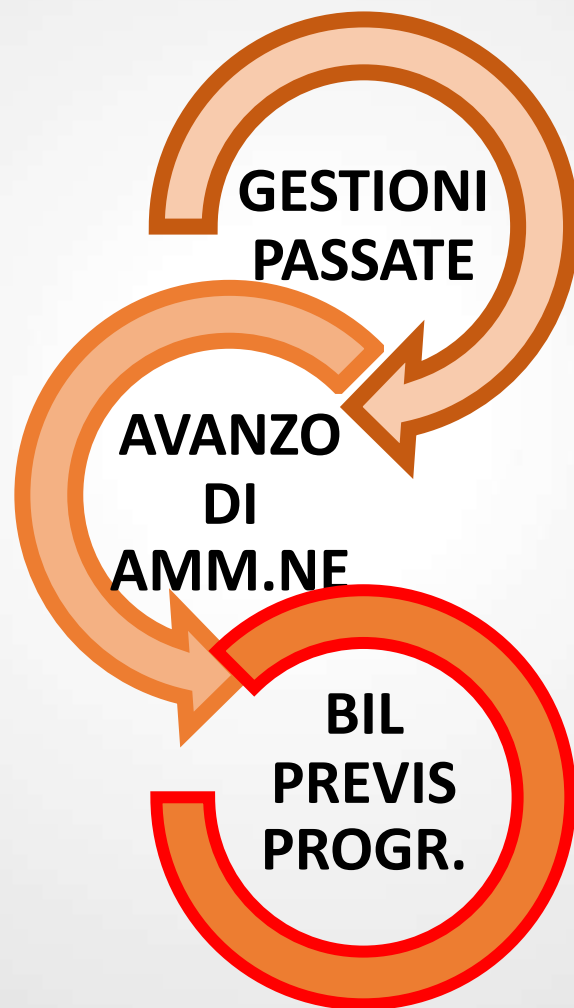 GESTIONI
PASSATE
AVANZO
DI
AMM.NE
BIL
PREVIS
PROGR.